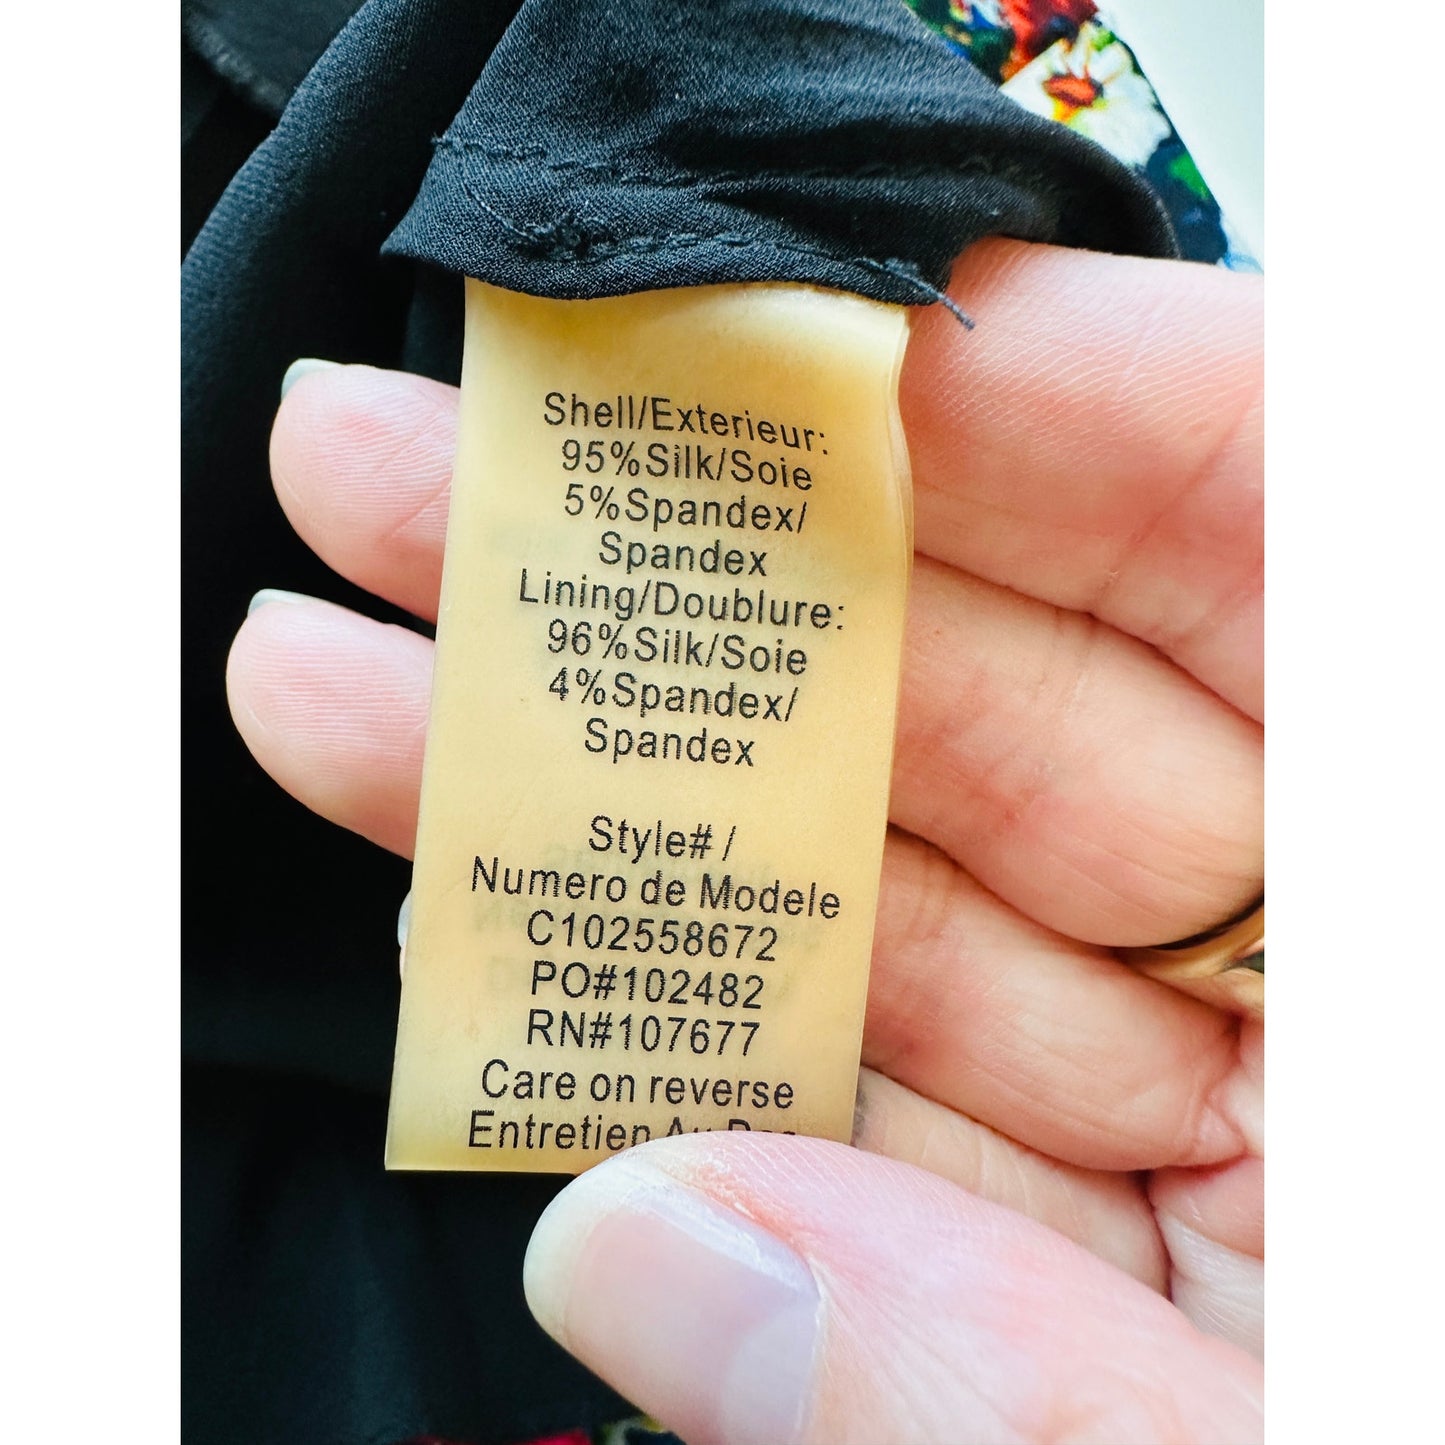 Shell/Exterieur:
95%Silk/Soie
5%Spandex/
Spandex
Lining/Doublure:
96%Silk/Soie
4%Spandex/
Spandex
Style# /
Numero de Modele
C102558672
PO#102482
RN#107677
Care on reverse
Entretien Au